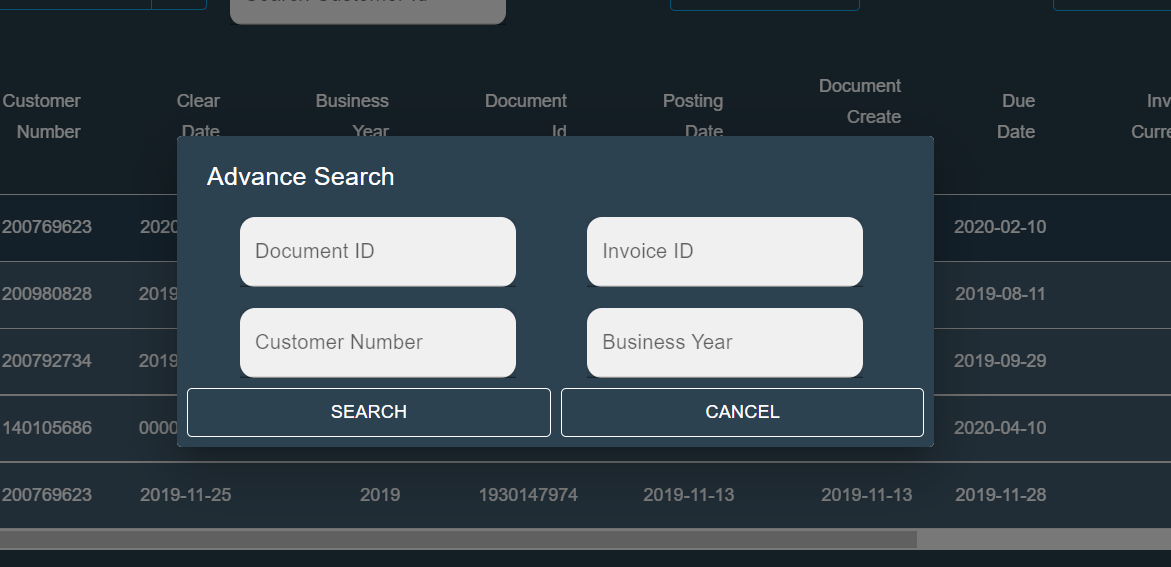 Search Customer Id
Customer Number
Clear Date
Business Year
Document Id
Posting Date
Document Create
Due Date
Advance Search
Document ID
Invoice ID
Customer Number
Business Year
SEARCH
CANCEL
200769623 2020 2020-02-10
200980828 2019 2019-08-11
200792734 2019 2019-09-29
140105686 0000 2020-04-10
200769623 2019-11-25 2019 1930147974 2019-11-13 2019-11-13 2019-11-28